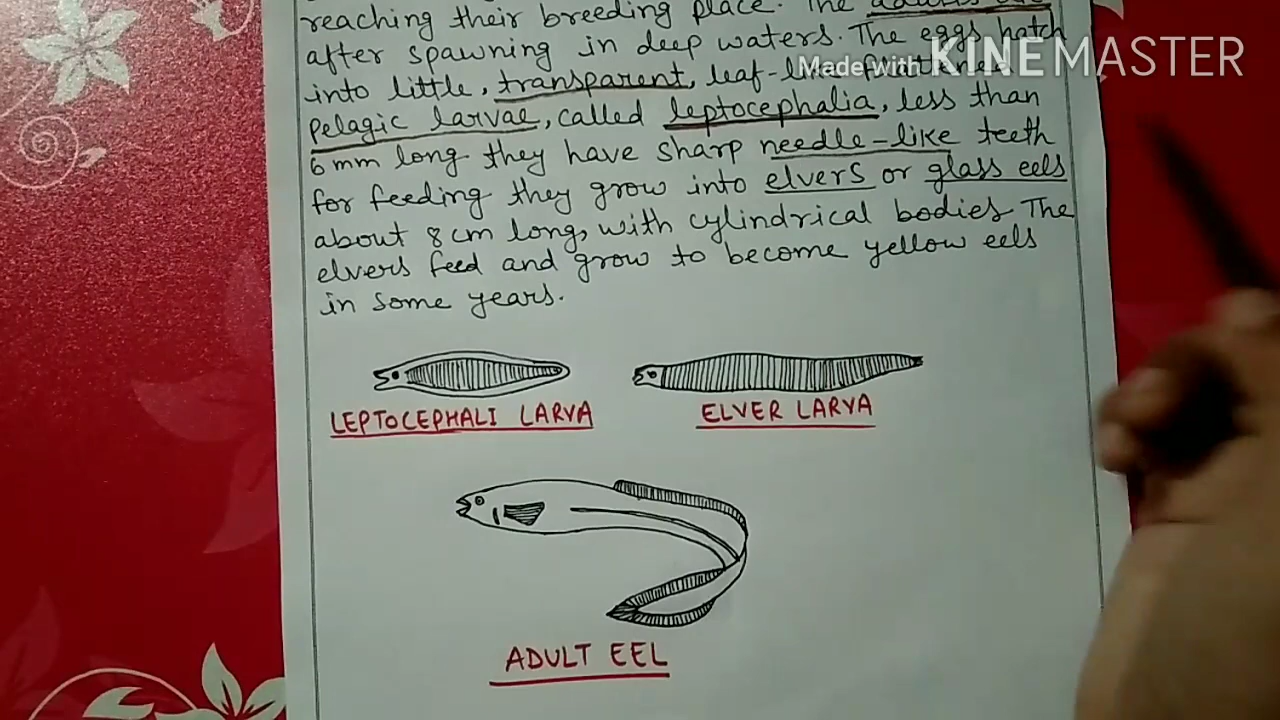 reaching their breeding place. The
after spawning in deep waters. The eggs hatch
Made with KINEMASTER
into little, transparent, leaf-like flattened
pelagic larvae, called leptocephalia, less than
6 mm long they have sharp needle-like teeth
for feeding they grow into elvers or glass eels
about 8 cm long, with cylindrical bodies The
elvers feed and grow to become yellow eels
in some years.
LEPTOCEPHALI LARVA
ELVER LARVA
ADULT EEL